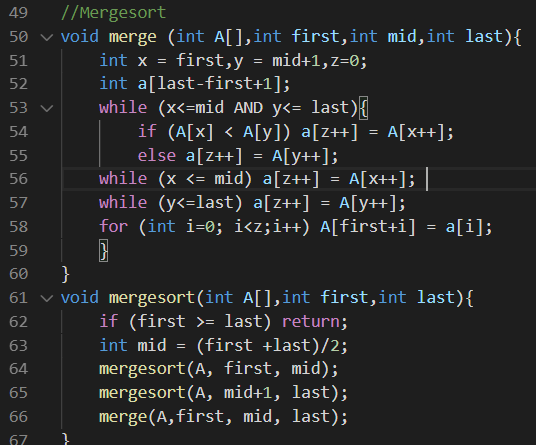 49 //Mergesort
50 void merge (int A[],int first,int mid,int last){
51 int x = first,y = mid+1,z=0;
52 int a[last-first+1];
53 while (x<=mid AND y<= last){
54 if (A[x] < A[y]) a[z++] = A[x++];
55 else a[z++] = A[y++];
56 while (x <= mid) a[z++] = A[x++];
57 while (y<=last) a[z++] = A[y++];
58 for (int i=0; i<z;i++) A[first+i] = a[i];
59 }
60 }
61 void mergesort(int A[],int first,int last){
62 if (first >= last) return;
63 int mid = (first +last)/2;
64 mergesort(A, first, mid);
65 mergesort(A, mid+1, last);
66 merge(A,first, mid, last);
67 }